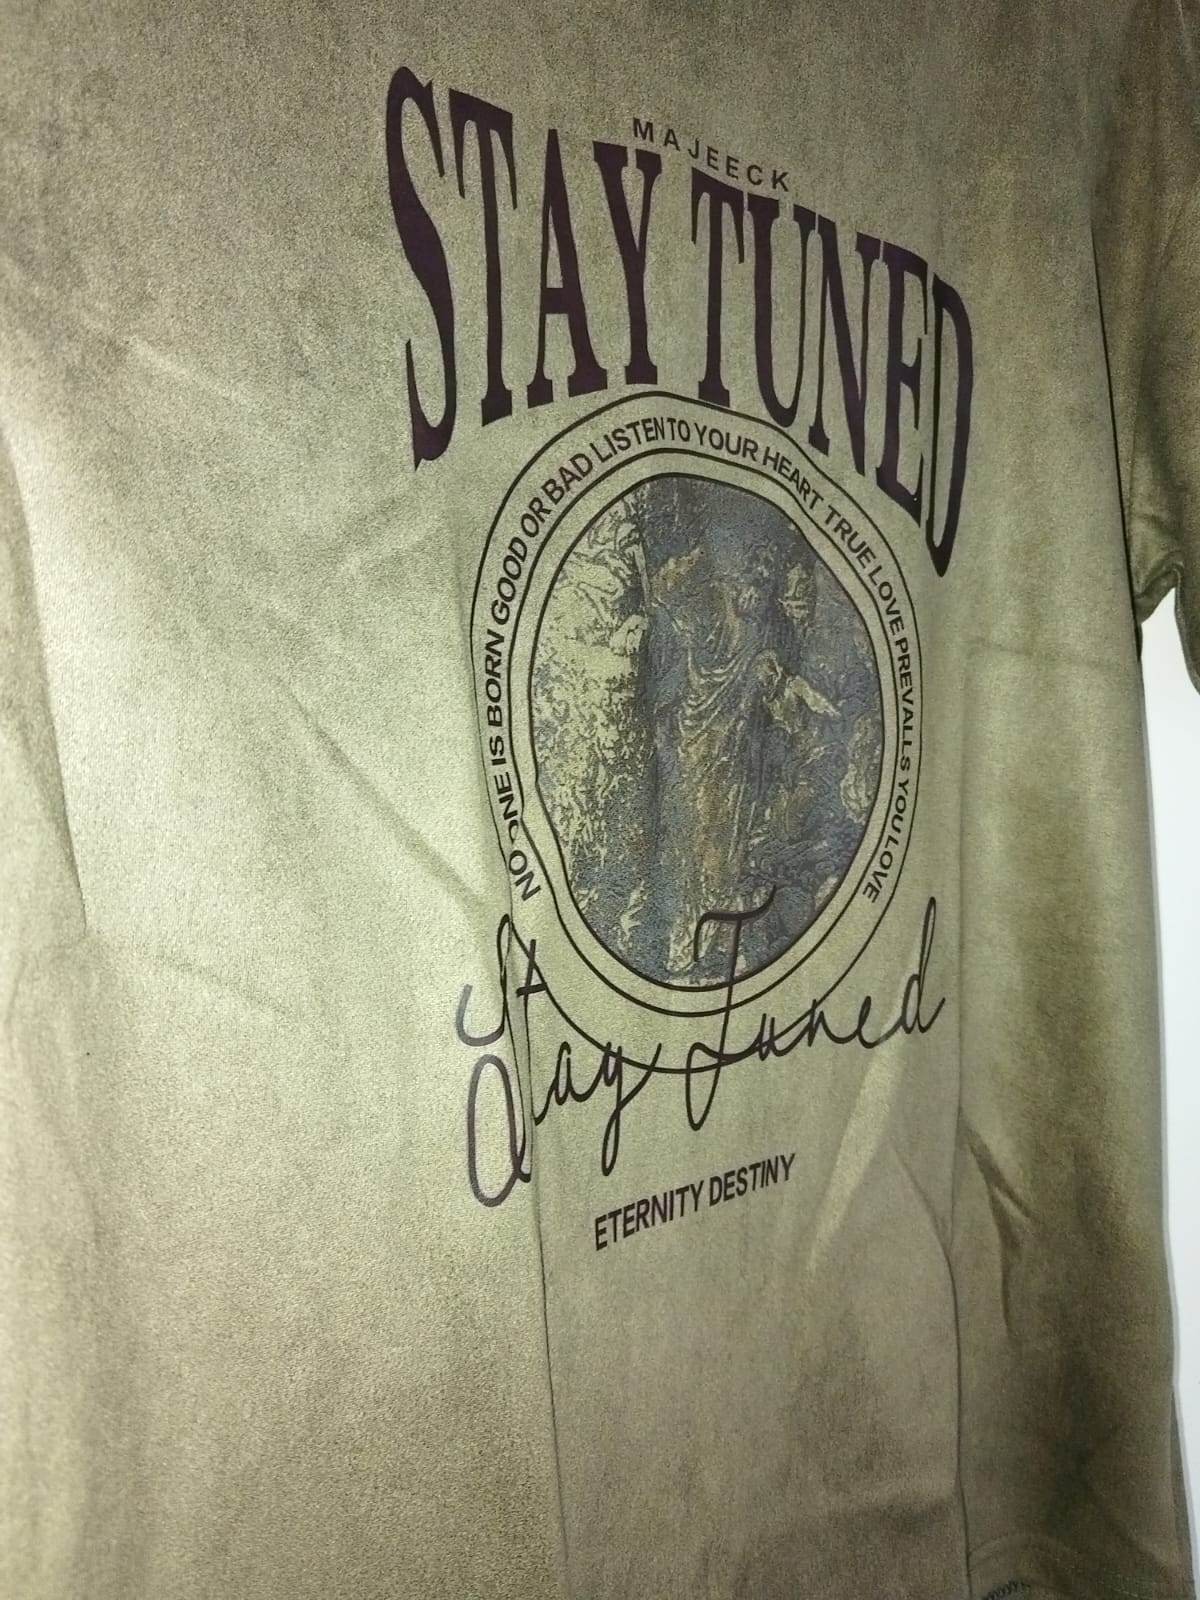 MAJEECK
STAY TUNED
NO ONE IS BORN GOOD OR BAD LISTEN TO YOUR HEART TRUE LOVE PREVALLS YOU LOVE
Stay Tuned
ETERNITY DESTINY